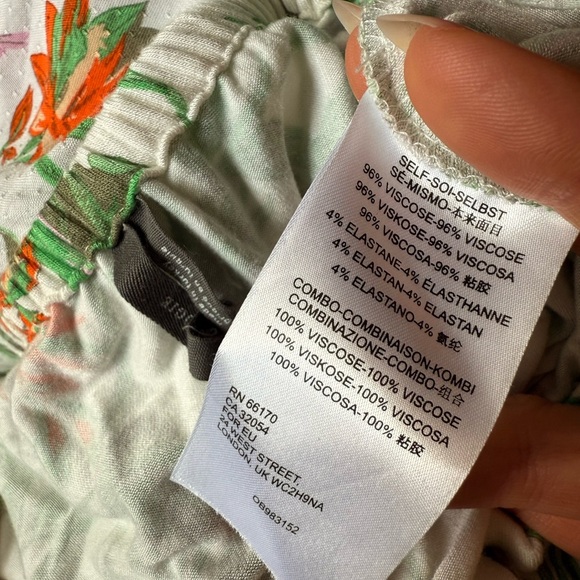 SELF-SOI-SELBST
SÉ-MISMO-本来面目
96% VISCOSE-96% VISCOSE
96% VISKOSE-96% VISCOSA
96% VISCOSA-96% 粘胶
4% ELASTANE-4% ELASTHANNE
4% ELASTAN-4% ELASTAN
4% ELASTANO-4% 氨纶
COMBO-COMBINAISON-KOMBI
COMBINAZIONE-COMBO-组合
100% VISCOSE-100% VISCOSE
100% VISKOSE-100% VISCOSA
100% VISCOSA-100% 粘胶
RN 66170
CA 32054
FOR EU
24 WEST STREET,
LONDON, UK WC2H9NA
OB983152